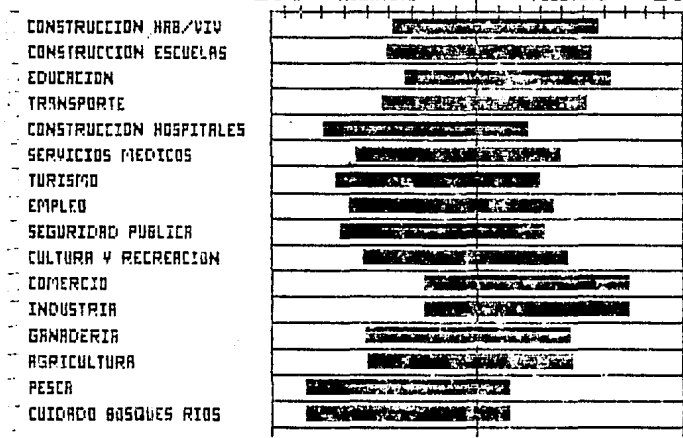 CONSTRUCCION HAB/VIV
CONSTRUCCION ESCUELAS
EDUCACION
TRANSPORTE
CONSTRUCCION HOSPITALES
SERVICIOS MEDICOS
TURISMO
EMPLEO
SEGURIDAD PUBLICA
CULTURA Y RECREACION
COMERCIO
INDUSTRIA
GANADERIA
AGRICULTURA
PESCA
CUIDADO BOSQUES RIOS